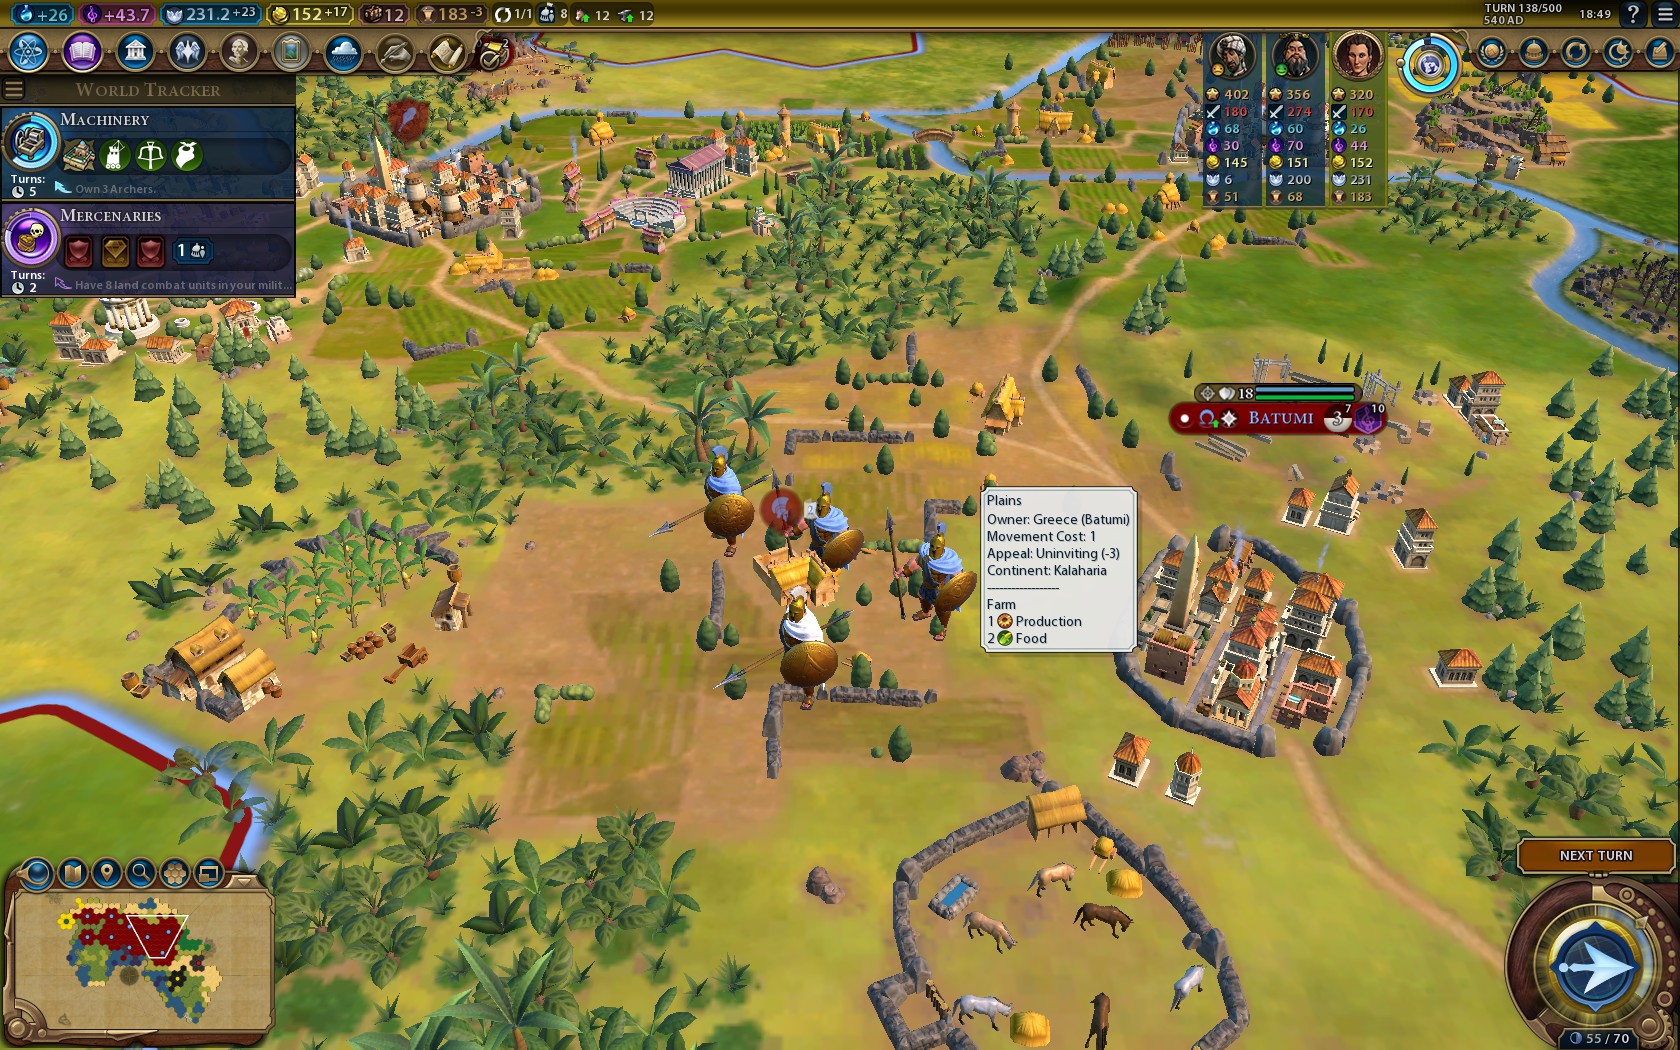 +26
+43.7
231.2 +23
152 +17
12
183 -3
1/1
8
12
12
TURN 138/500
540 AD
18:49
?
2
WORLD TRACKER
MACHINERY
Turns:
5
Own 3 Archers.
MERCENARIES
1
Turns:
2
Have 8 land combat units in your milit...
402 356 320
180 274 170
68 60 26
30 70 44
145 151 152
6 200 231
51 68 183
18
BATUMI 3 7 10
2
Plains
Owner: Greece (Batumi)
Movement Cost: 1
Appeal: Uninviting (-3)
Continent: Kalaharia
------------------
Farm
1 Production
2 Food
NEXT TURN
55 / 70